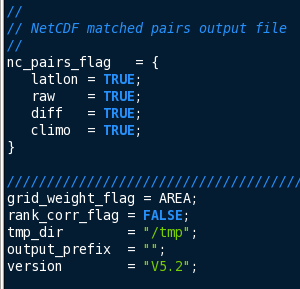 //
// NetCDF matched pairs output file
//
nc_pairs_flag   = {
   latlon = TRUE;
   raw    = TRUE;
   diff   = TRUE;
   climo  = TRUE;
}
/////////////////////////////////////
grid_weight_flag = AREA;
rank_corr_flag = FALSE;
tmp_dir        = "/tmp";
output_prefix  = "";
version        = "V5.2";